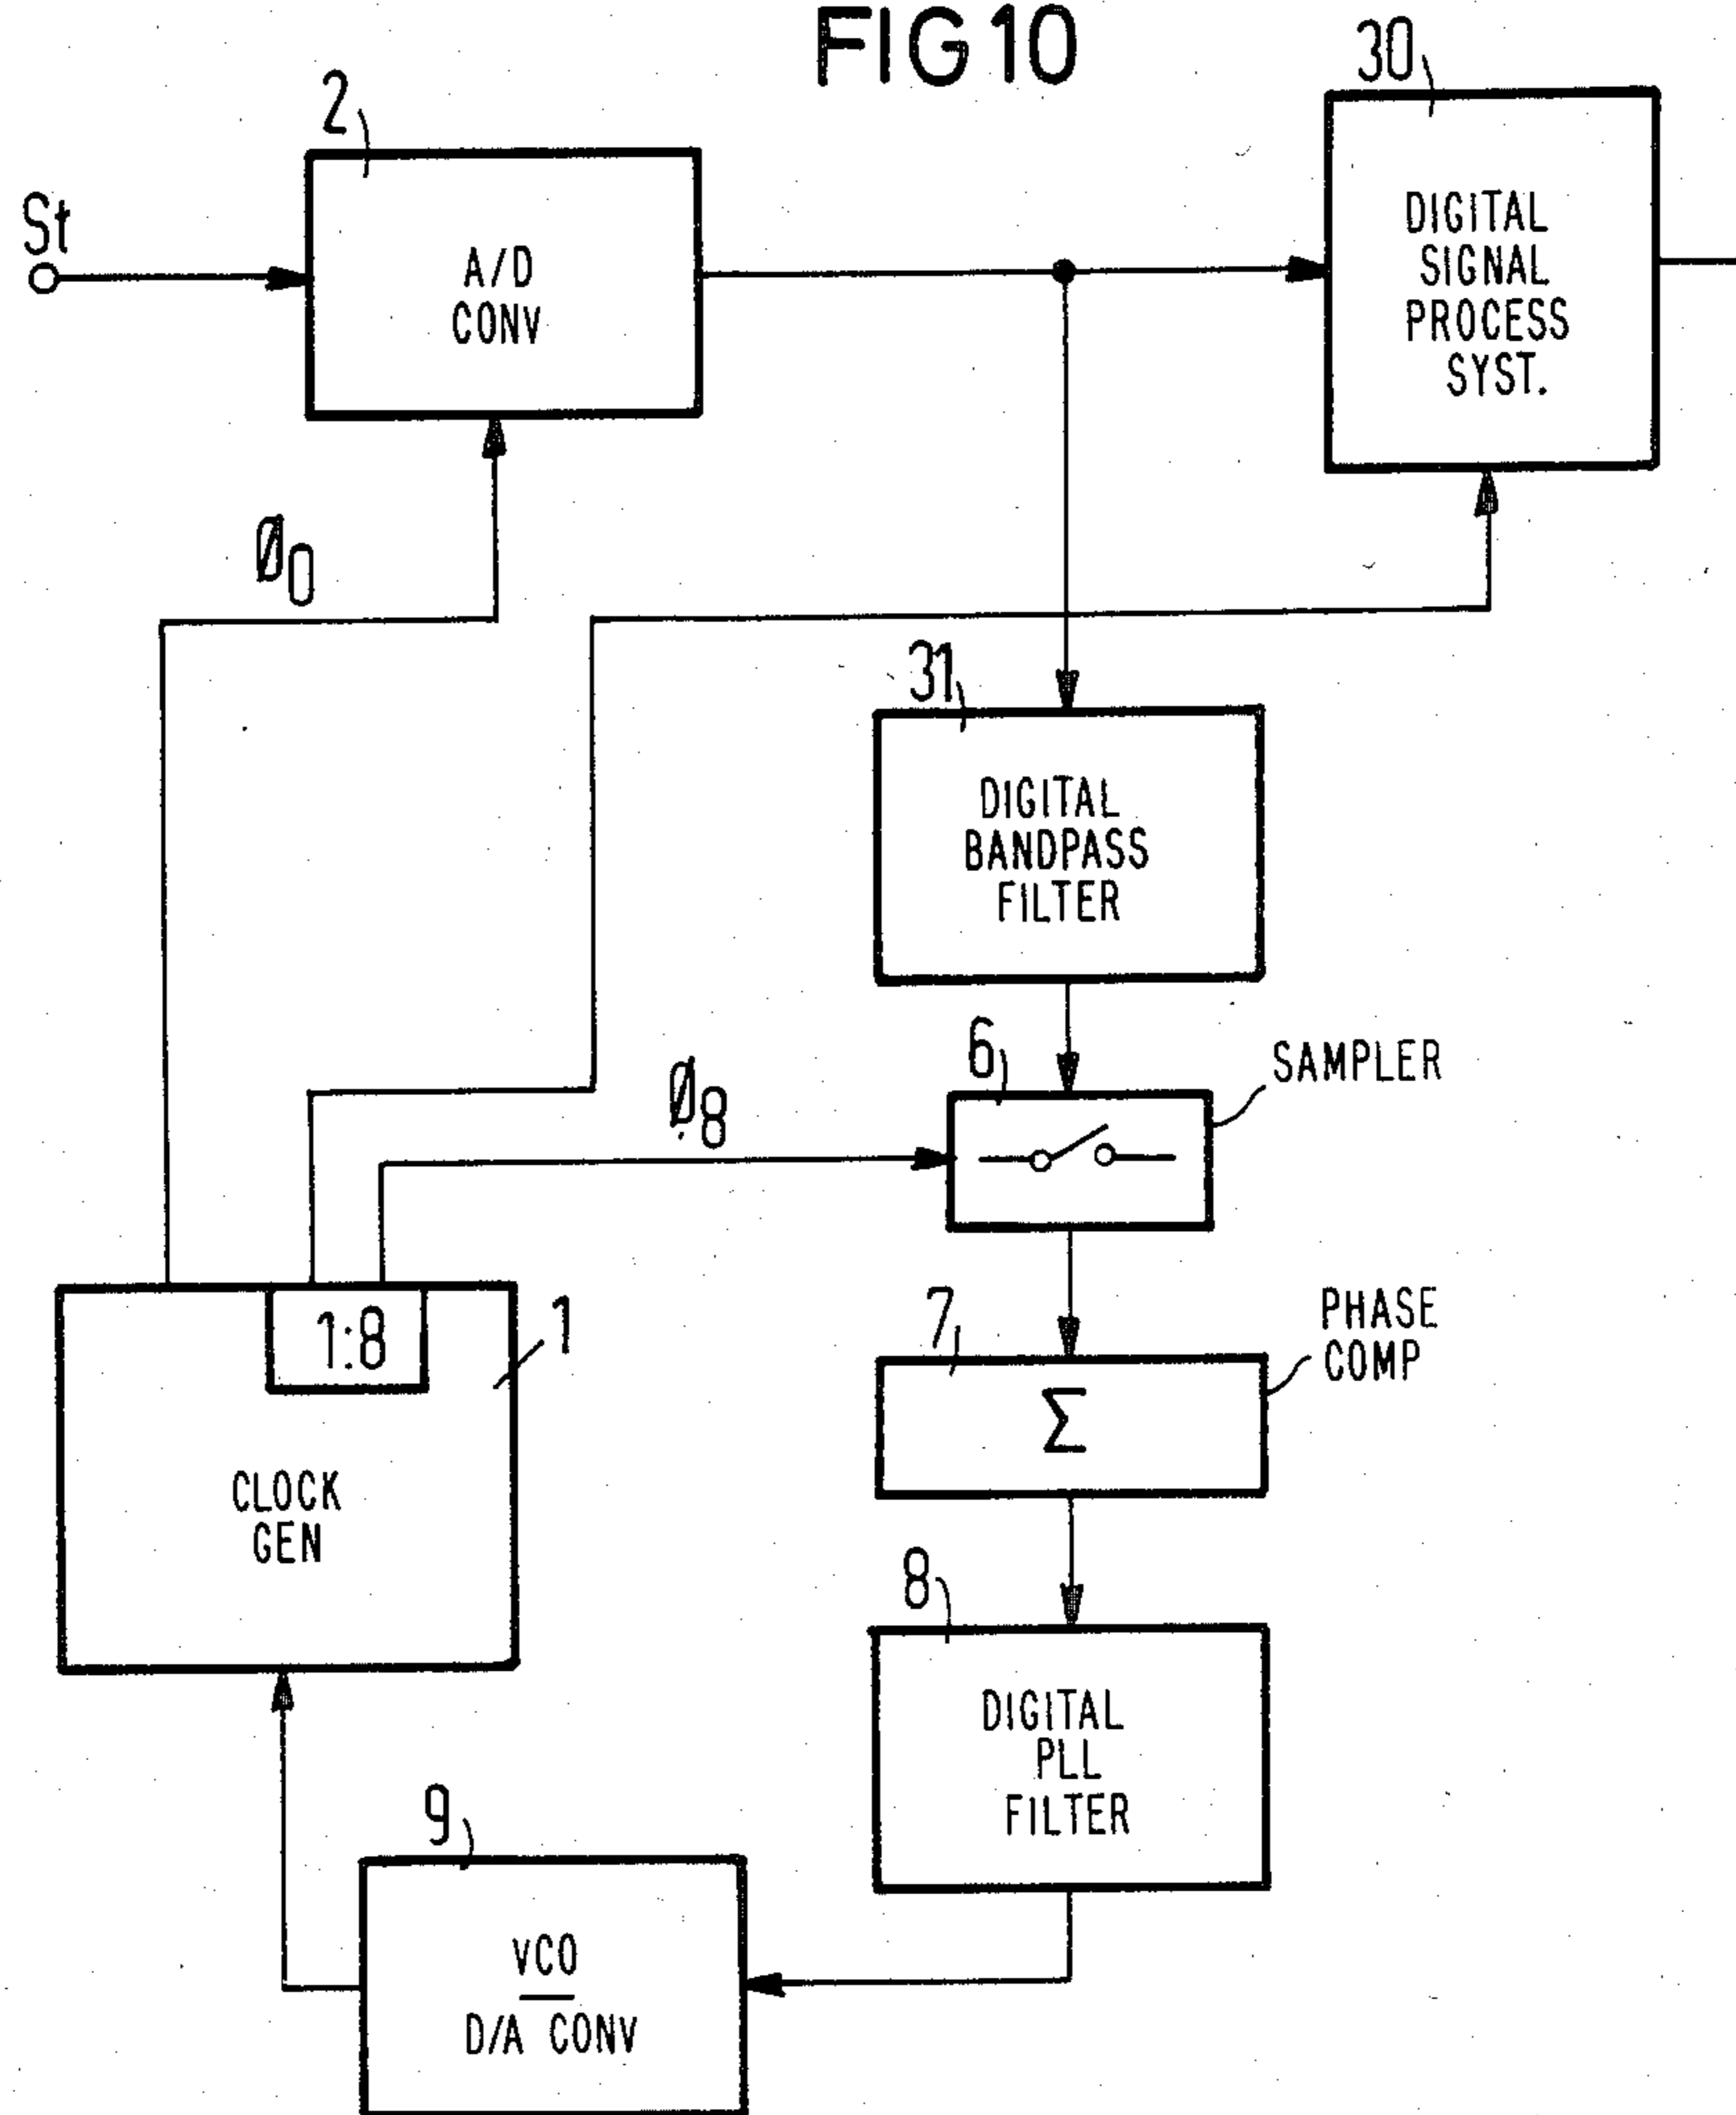 FIG 10
30
2
St
A/D
CONV
DIGITAL
SIGNAL
PROCESS
SYST.
Ø0
31
DIGITAL
BANDPASS
FILTER
6
SAMPLER
Ø8
1:8
1
7
PHASE
COMP
Σ
CLOCK
GEN
8
DIGITAL
PLL
FILTER
9
VCO
D/A CONV